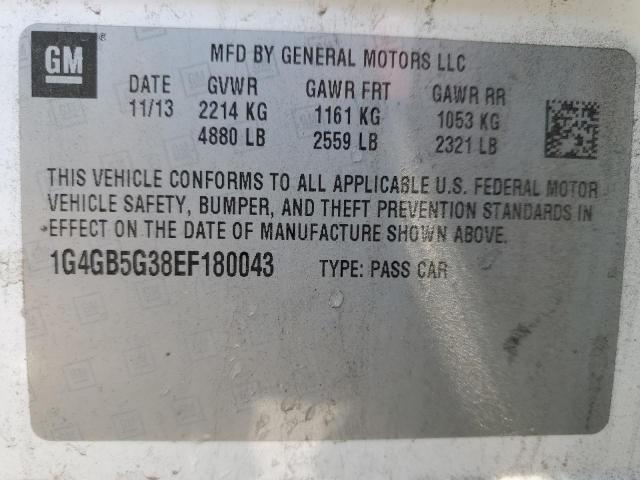 GM
MFD BY GENERAL MOTORS LLC
DATE GVWR GAWR FRT GAWR RR
11/13 2214 KG 1161 KG 1053 KG
4880 LB 2559 LB 2321 LB
THIS VEHICLE CONFORMS TO ALL APPLICABLE U.S. FEDERAL MOTOR
VEHICLE SAFETY, BUMPER, AND THEFT PREVENTION STANDARDS IN
EFFECT ON THE DATE OF MANUFACTURE SHOWN ABOVE.
1G4GB5G38EF180043 TYPE: PASS CAR